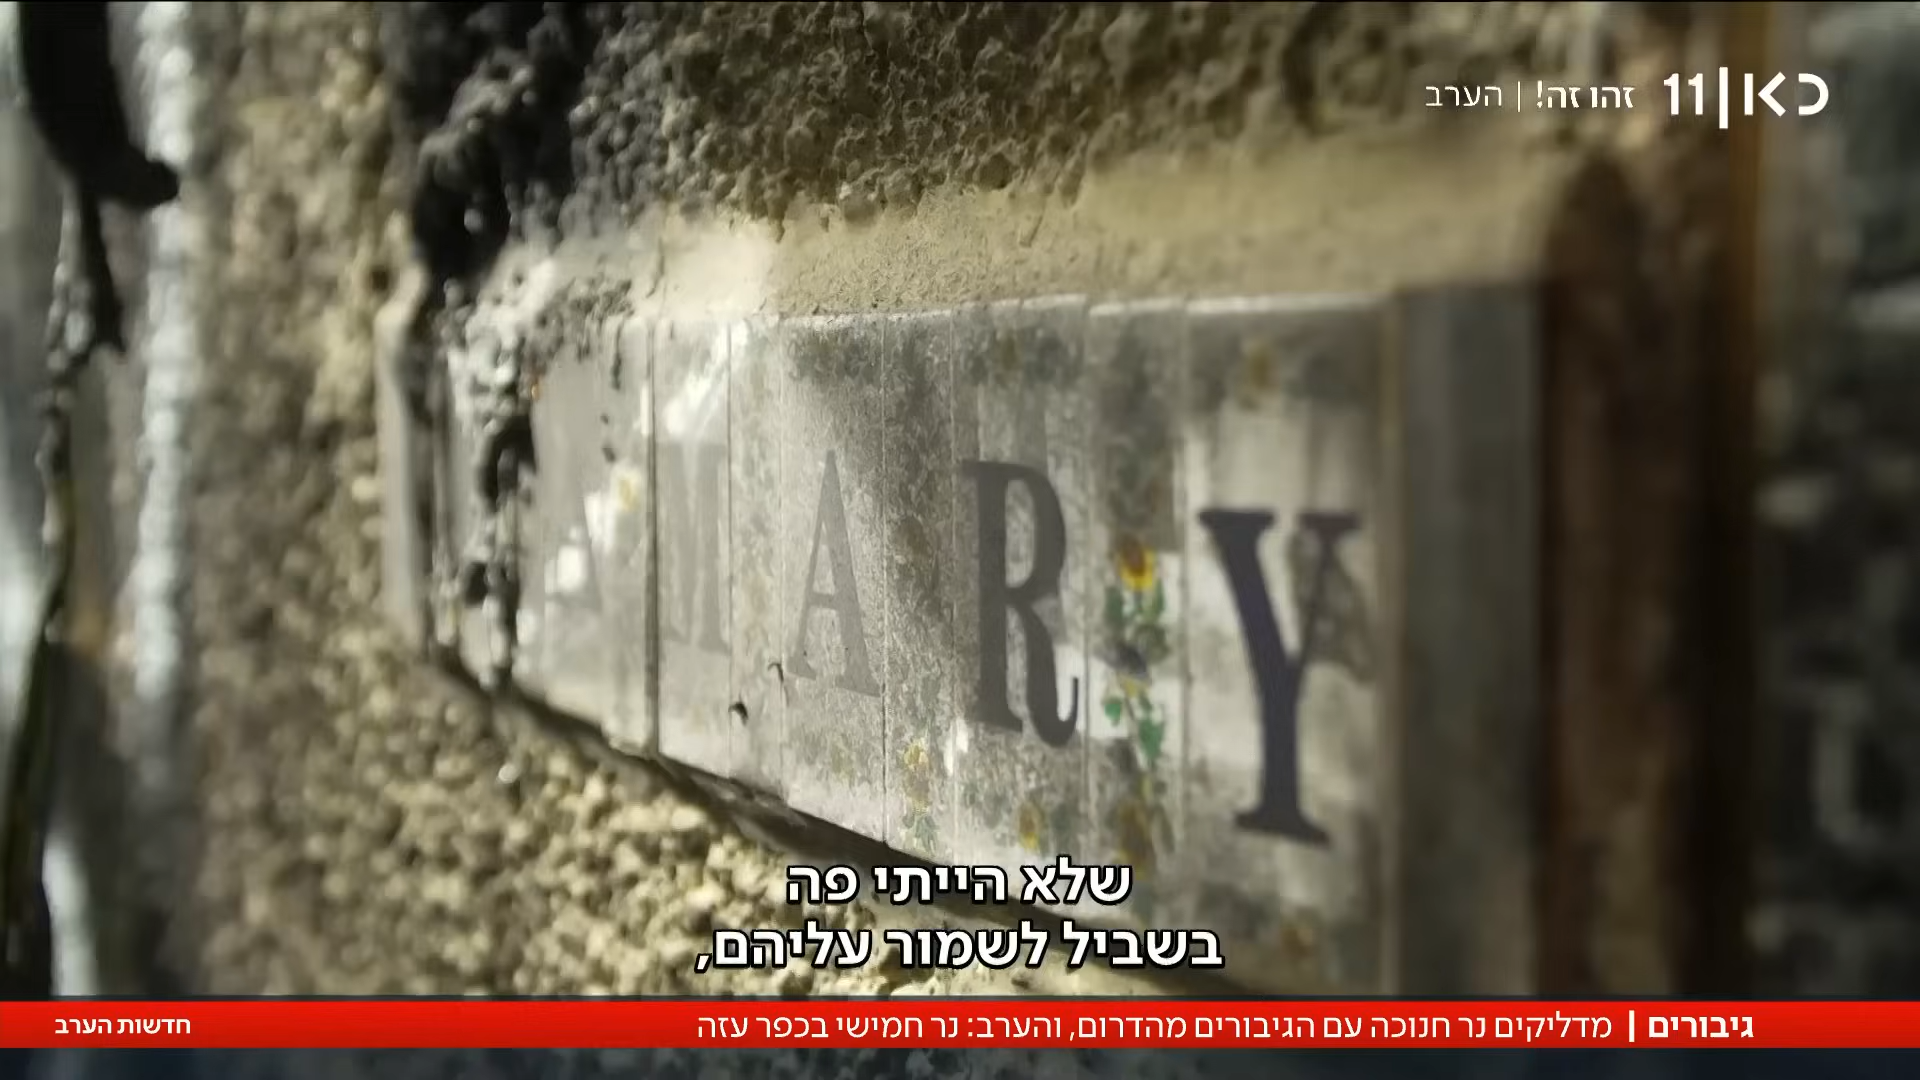 כאן 11 זהו זה! | הערב
AMARY
שלא הייתי פה
בשביל לשמור עליהם,
גיבורים | מדליקים נר חנוכה עם הגיבורים מהדרום, והערב: נר חמישי בכפר עזה
חדשות הערב